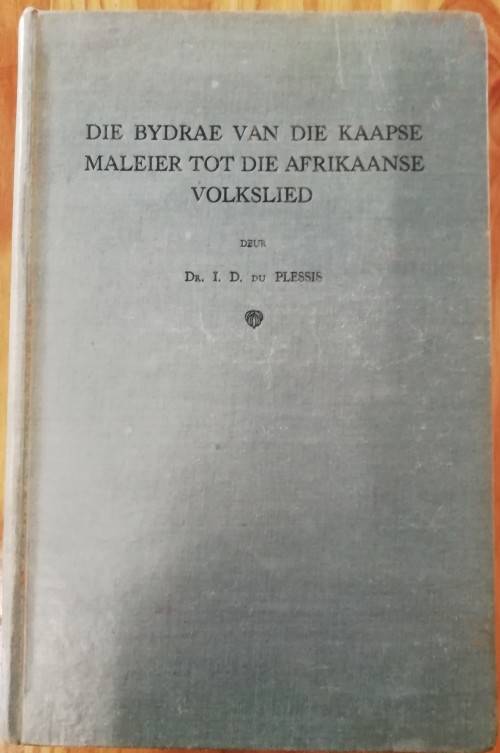 DIE BYDRAE VAN DIE KAAPSE
MALEIER TOT DIE AFRIKAANSE
VOLKSLIED
DEUR
DR. I. D. DU PLESSIS